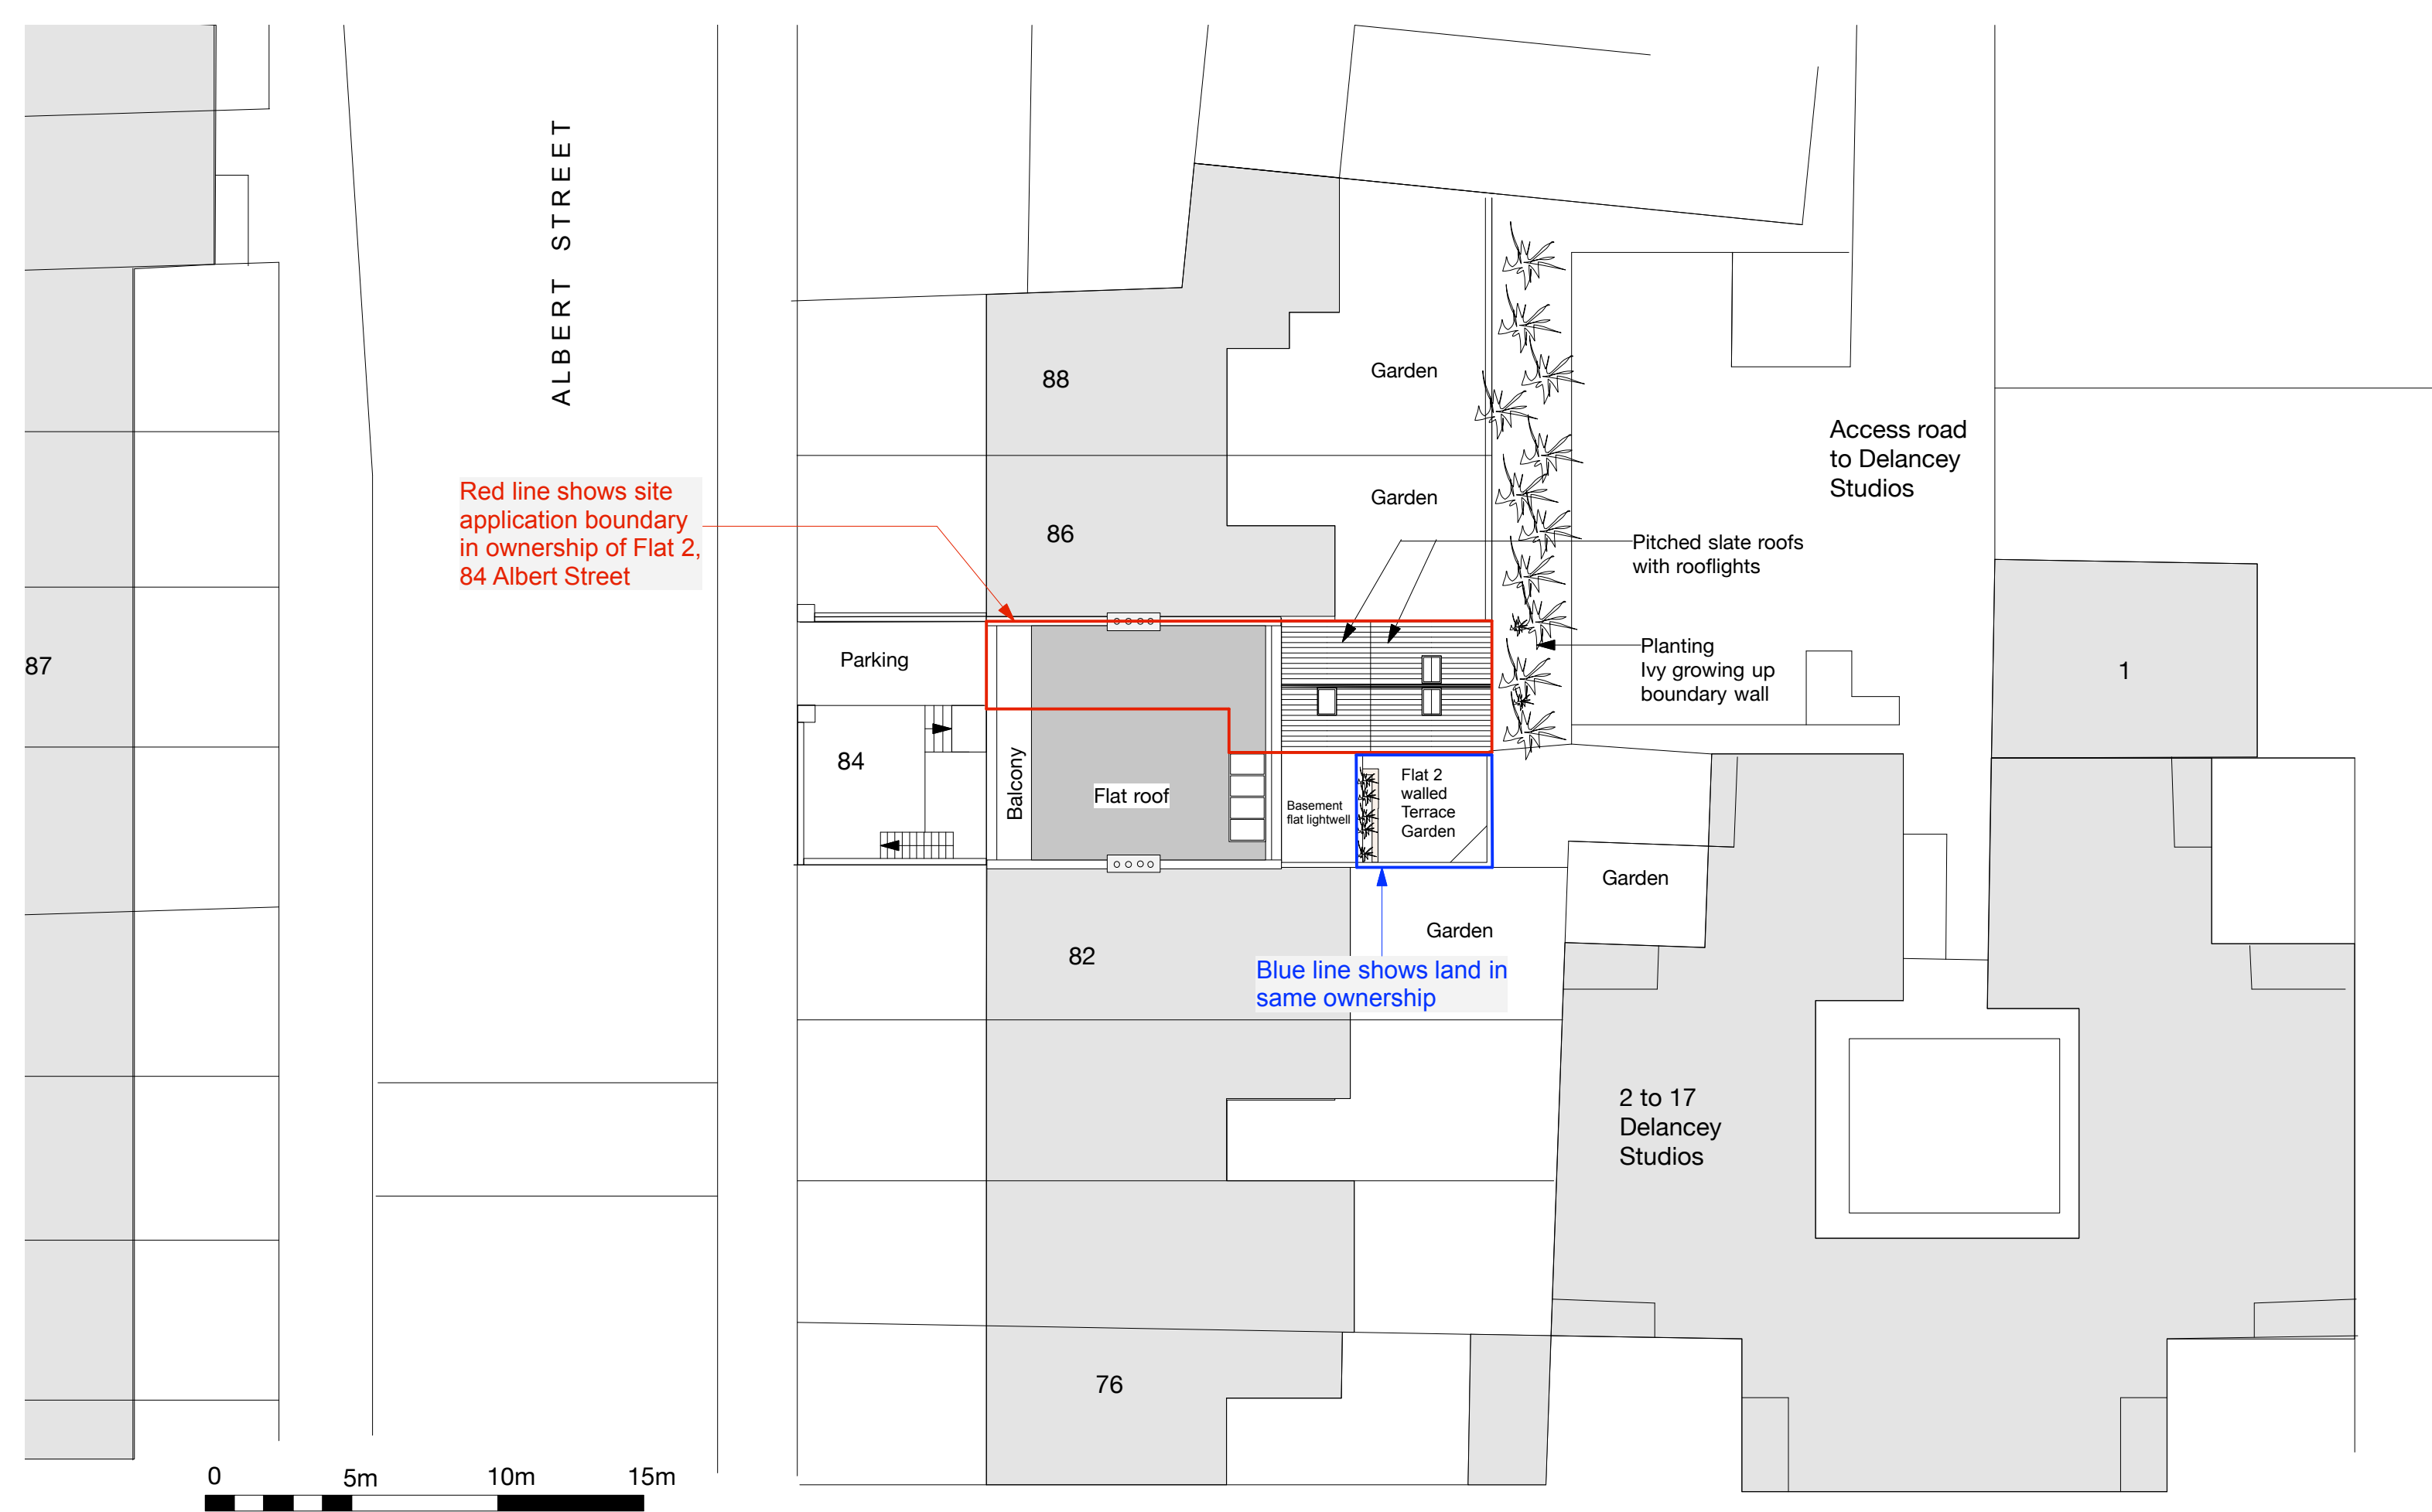 ALBERT STREET
88
Garden
Access road
to Delancey
Studios
Red line shows site
application boundary
in ownership of Flat 2,
84 Albert Street
Garden
86
Pitched slate roofs
with rooflights
Parking
87
Planting
Ivy growing up
boundary wall
1
84
Balcony
Flat roof
Basement
flat lightwell
Flat 2
walled
Terrace
Garden
Garden
Garden
82
Blue line shows land in
same ownership
2 to 17
Delancey
Studios
76
0 5m 10m 15m